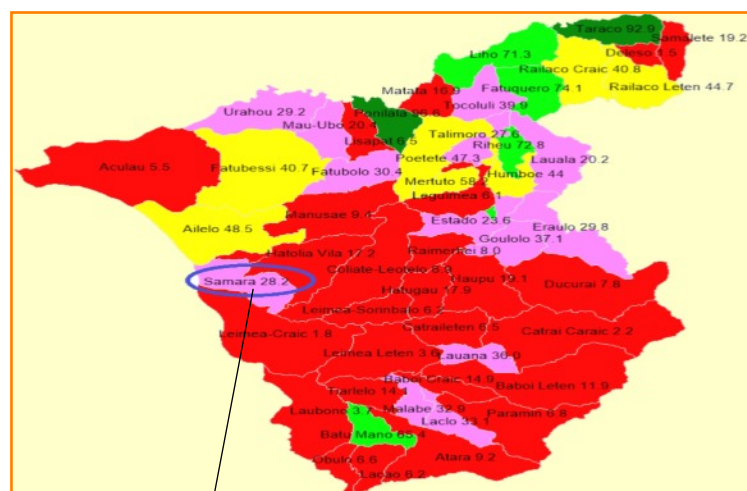 Taraco 92.9
Samalete 19.2
Deleso 1.5
Liho 71.3
Railaco Craic 40.8
Railaco Leten 44.7
Matata 16.9
Fatuquero 74.1
Tocoluli 39.9
Urahou 29.2
Ponilala 96.6
Mau-Ubo 20.4
Lisapat 6.5
Talimoro 27.6
Riheu 72.8
Poetete 47.3
Lauala 20.2
Aculau 5.5
Fatubessi 40.7
Fatubolo 30.4
Mertuto 58.2
Humboe 44
Leguimea 6.1
Manusae 9.4
Estado 23.6
Eraulo 29.8
Ailelo 48.5
Goulolo 37.1
Hatolia Vila 17.2
Raimerhei 8.0
Coliate-Leotelo 8.9
Samara 28.2
Haupu 19.1
Ducurai 7.8
Hatugau 17.9
Leimea-Sorinbalo 6.2
Leimea-Craic 1.8
Catraileten 6.5
Catrai Caraic 2.2
Leimea Leten
Lauana
Baboi Craic 14.9
Baboi Leten 11.9
14.1
Laubono 3.7
Malabe 32.9
Paramin 6.8
Laclo 33.1
Batu Mano
Obulo 6.6
Atara 9.2
Lacao 6.2